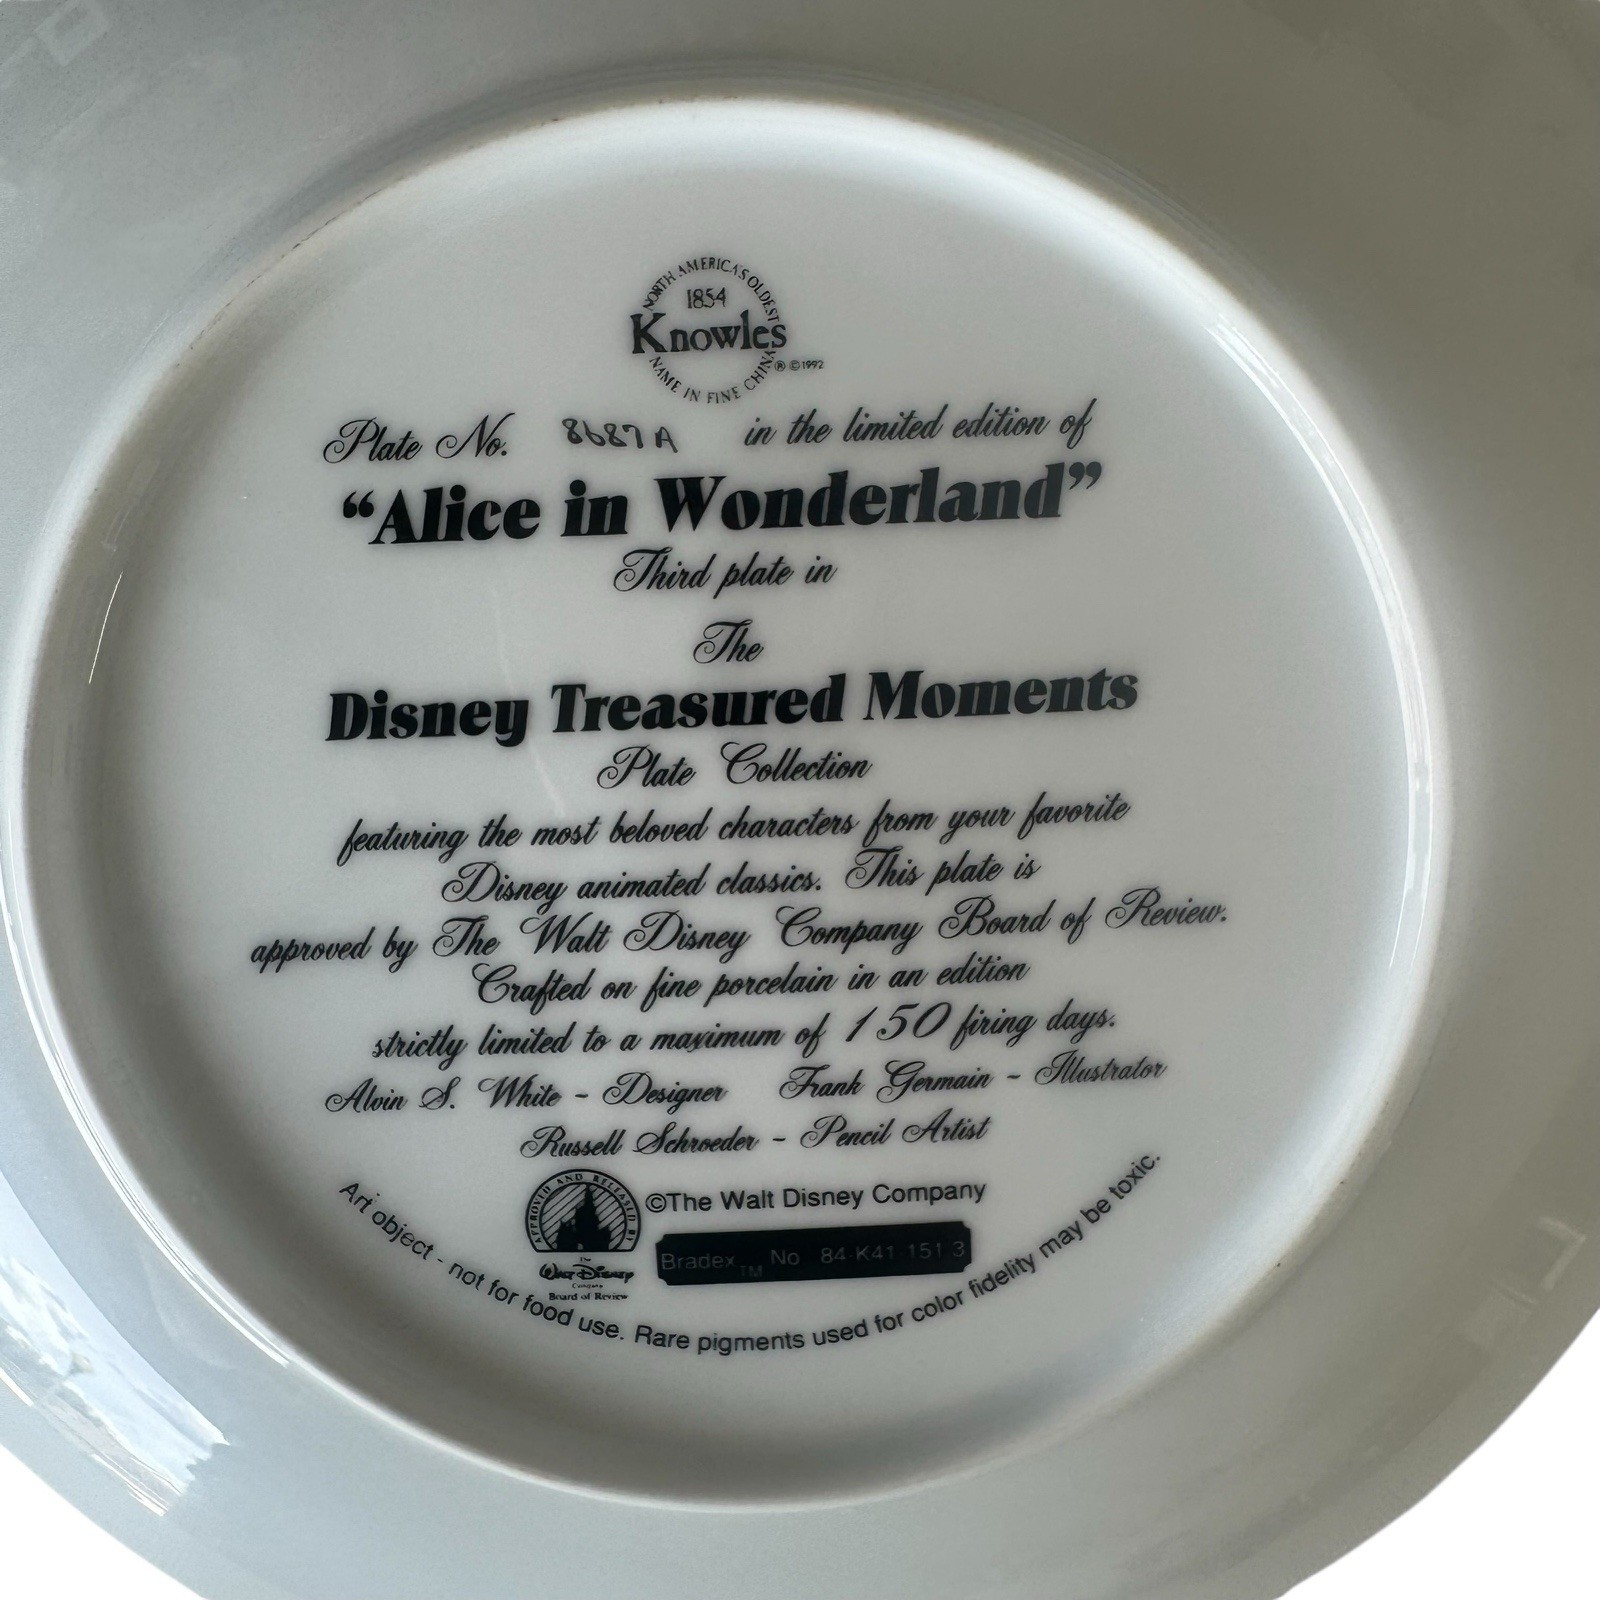 NORTH AMERICA'S OLDEST
1854
Knowles
NAME IN FINE CHINA
® ©1992
Plate No. 8687A in the limited edition of
“Alice in Wonderland”
Third plate in
The
Disney Treasured Moments
Plate Collection
featuring the most beloved characters from your favorite
Disney animated classics. This plate is
approved by The Walt Disney Company Board of Review.
Crafted on fine porcelain in an edition
strictly limited to a maximum of 150 firing days.
Alvin S. White ~ Designer Frank Germain ~ Illustrator
Russell Schroeder ~ Pencil Artist
APPROVED AND RELEASED BY
The
Walt Disney
Company
Board of Review
©The Walt Disney Company
Bradex TM No 84 K41 151 3
Art object - not for food use. Rare pigments used for color fidelity may be toxic.